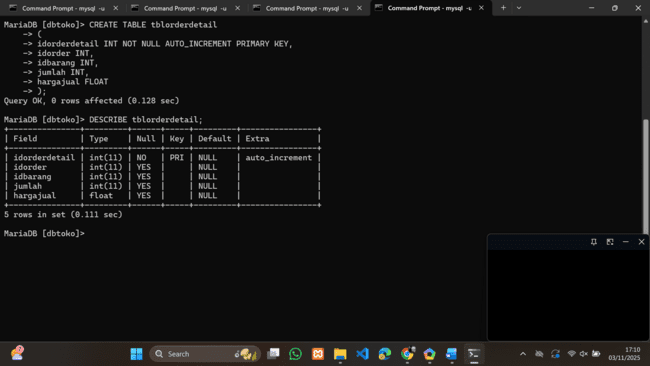 Command Prompt - mysql -u
Command Prompt - mysql -u
Command Prompt - mysql -u
Command Prompt - mysql -u
MariaDB [dbtoko]> CREATE TABLE tblorderdetail
    -> (
    -> idorderdetail INT NOT NULL AUTO_INCREMENT PRIMARY KEY,
    -> idorder INT,
    -> idbarang INT,
    -> jumlah INT,
    -> hargajual FLOAT
    -> );
Query OK, 0 rows affected (0.128 sec)
MariaDB [dbtoko]> DESCRIBE tblorderdetail;
+---------------+---------+------+-----+---------+----------------+
| Field         | Type    | Null | Key | Default | Extra          |
+---------------+---------+------+-----+---------+----------------+
| idorderdetail | int(11) | NO   | PRI | NULL    | auto_increment |
| idorder       | int(11) | YES  |     | NULL    |                |
| idbarang      | int(11) | YES  |     | NULL    |                |
| jumlah        | int(11) | YES  |     | NULL    |                |
| hargajual     | float   | YES  |     | NULL    |                |
+---------------+---------+------+-----+---------+----------------+
5 rows in set (0.111 sec)
MariaDB [dbtoko]>
Search
17:10
03/11/2025